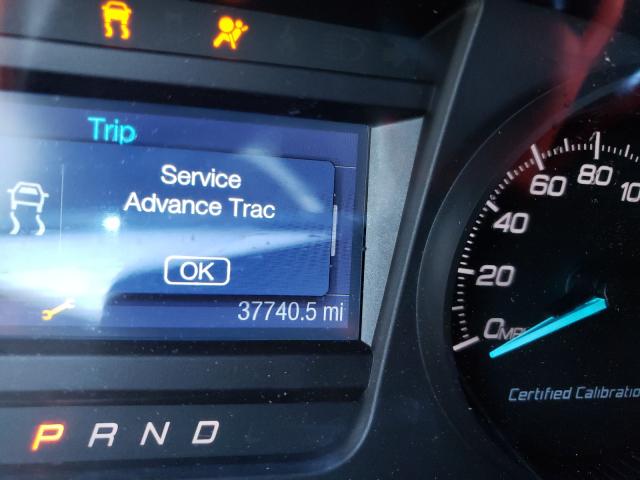 Trip
Service
Advance Trac
OK
37740.5 mi
P R N D
0 20 40 60 80
Certified Calibration